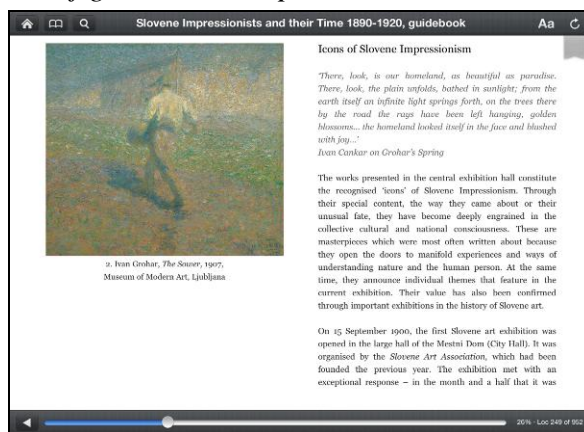 Slovene Impressionists and their Time 1890-1920, guidebook
Aa
2. Ivan Grohar, The Sower, 1907,
Museum of Modern Art, Ljubljana
Icons of Slovene Impressionism
'There, look, is our homeland, as beautiful as paradise.
There, look, the plain unfolds, bathed in sunlight; from the
earth itself an infinite light springs forth, on the trees there
by the road the rags have been left hanging, golden
blossoms... the homeland looked itself in the face and blushed
with joy...'
Ivan Cankar on Grohar's Spring
The works presented in the central exhibition hall constitute
the recognised 'icons' of Slovene Impressionism. Through
their special content, the way they came about or their
unusual fate, they have become deeply engrained in the
collective cultural and national consciousness. These are
masterpieces which were most often written about because
they open the doors to manifold experiences and ways of
understanding nature and the human person. At the same
time, they announce individual themes that feature in the
current exhibition. Their value has also been confirmed
through important exhibitions in the history of Slovene art.
On 15 September 1900, the first Slovene art exhibition was
opened in the large hall of the Mestni Dom (City Hall). It was
organised by the Slovene Art Association, which had been
founded the previous year. The exhibition met with an
exceptional response – in the month and a half that it was
26% · Loc 249 of 952